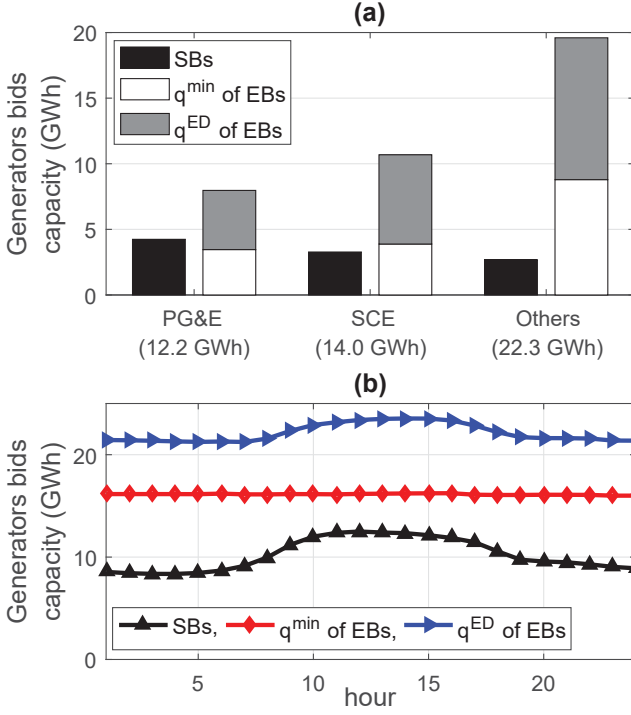 (a)
Generators bids
capacity (GWh)
20
15
10
5
0
SBs
q^min of EBs
q^ED of EBs
PG&E
(12.2 GWh)
SCE
(14.0 GWh)
Others
(22.3 GWh)
(b)
Generators bids
capacity (GWh)
20
10
0
SBs, q^min of EBs, q^ED of EBs
5
10
15
20
hour